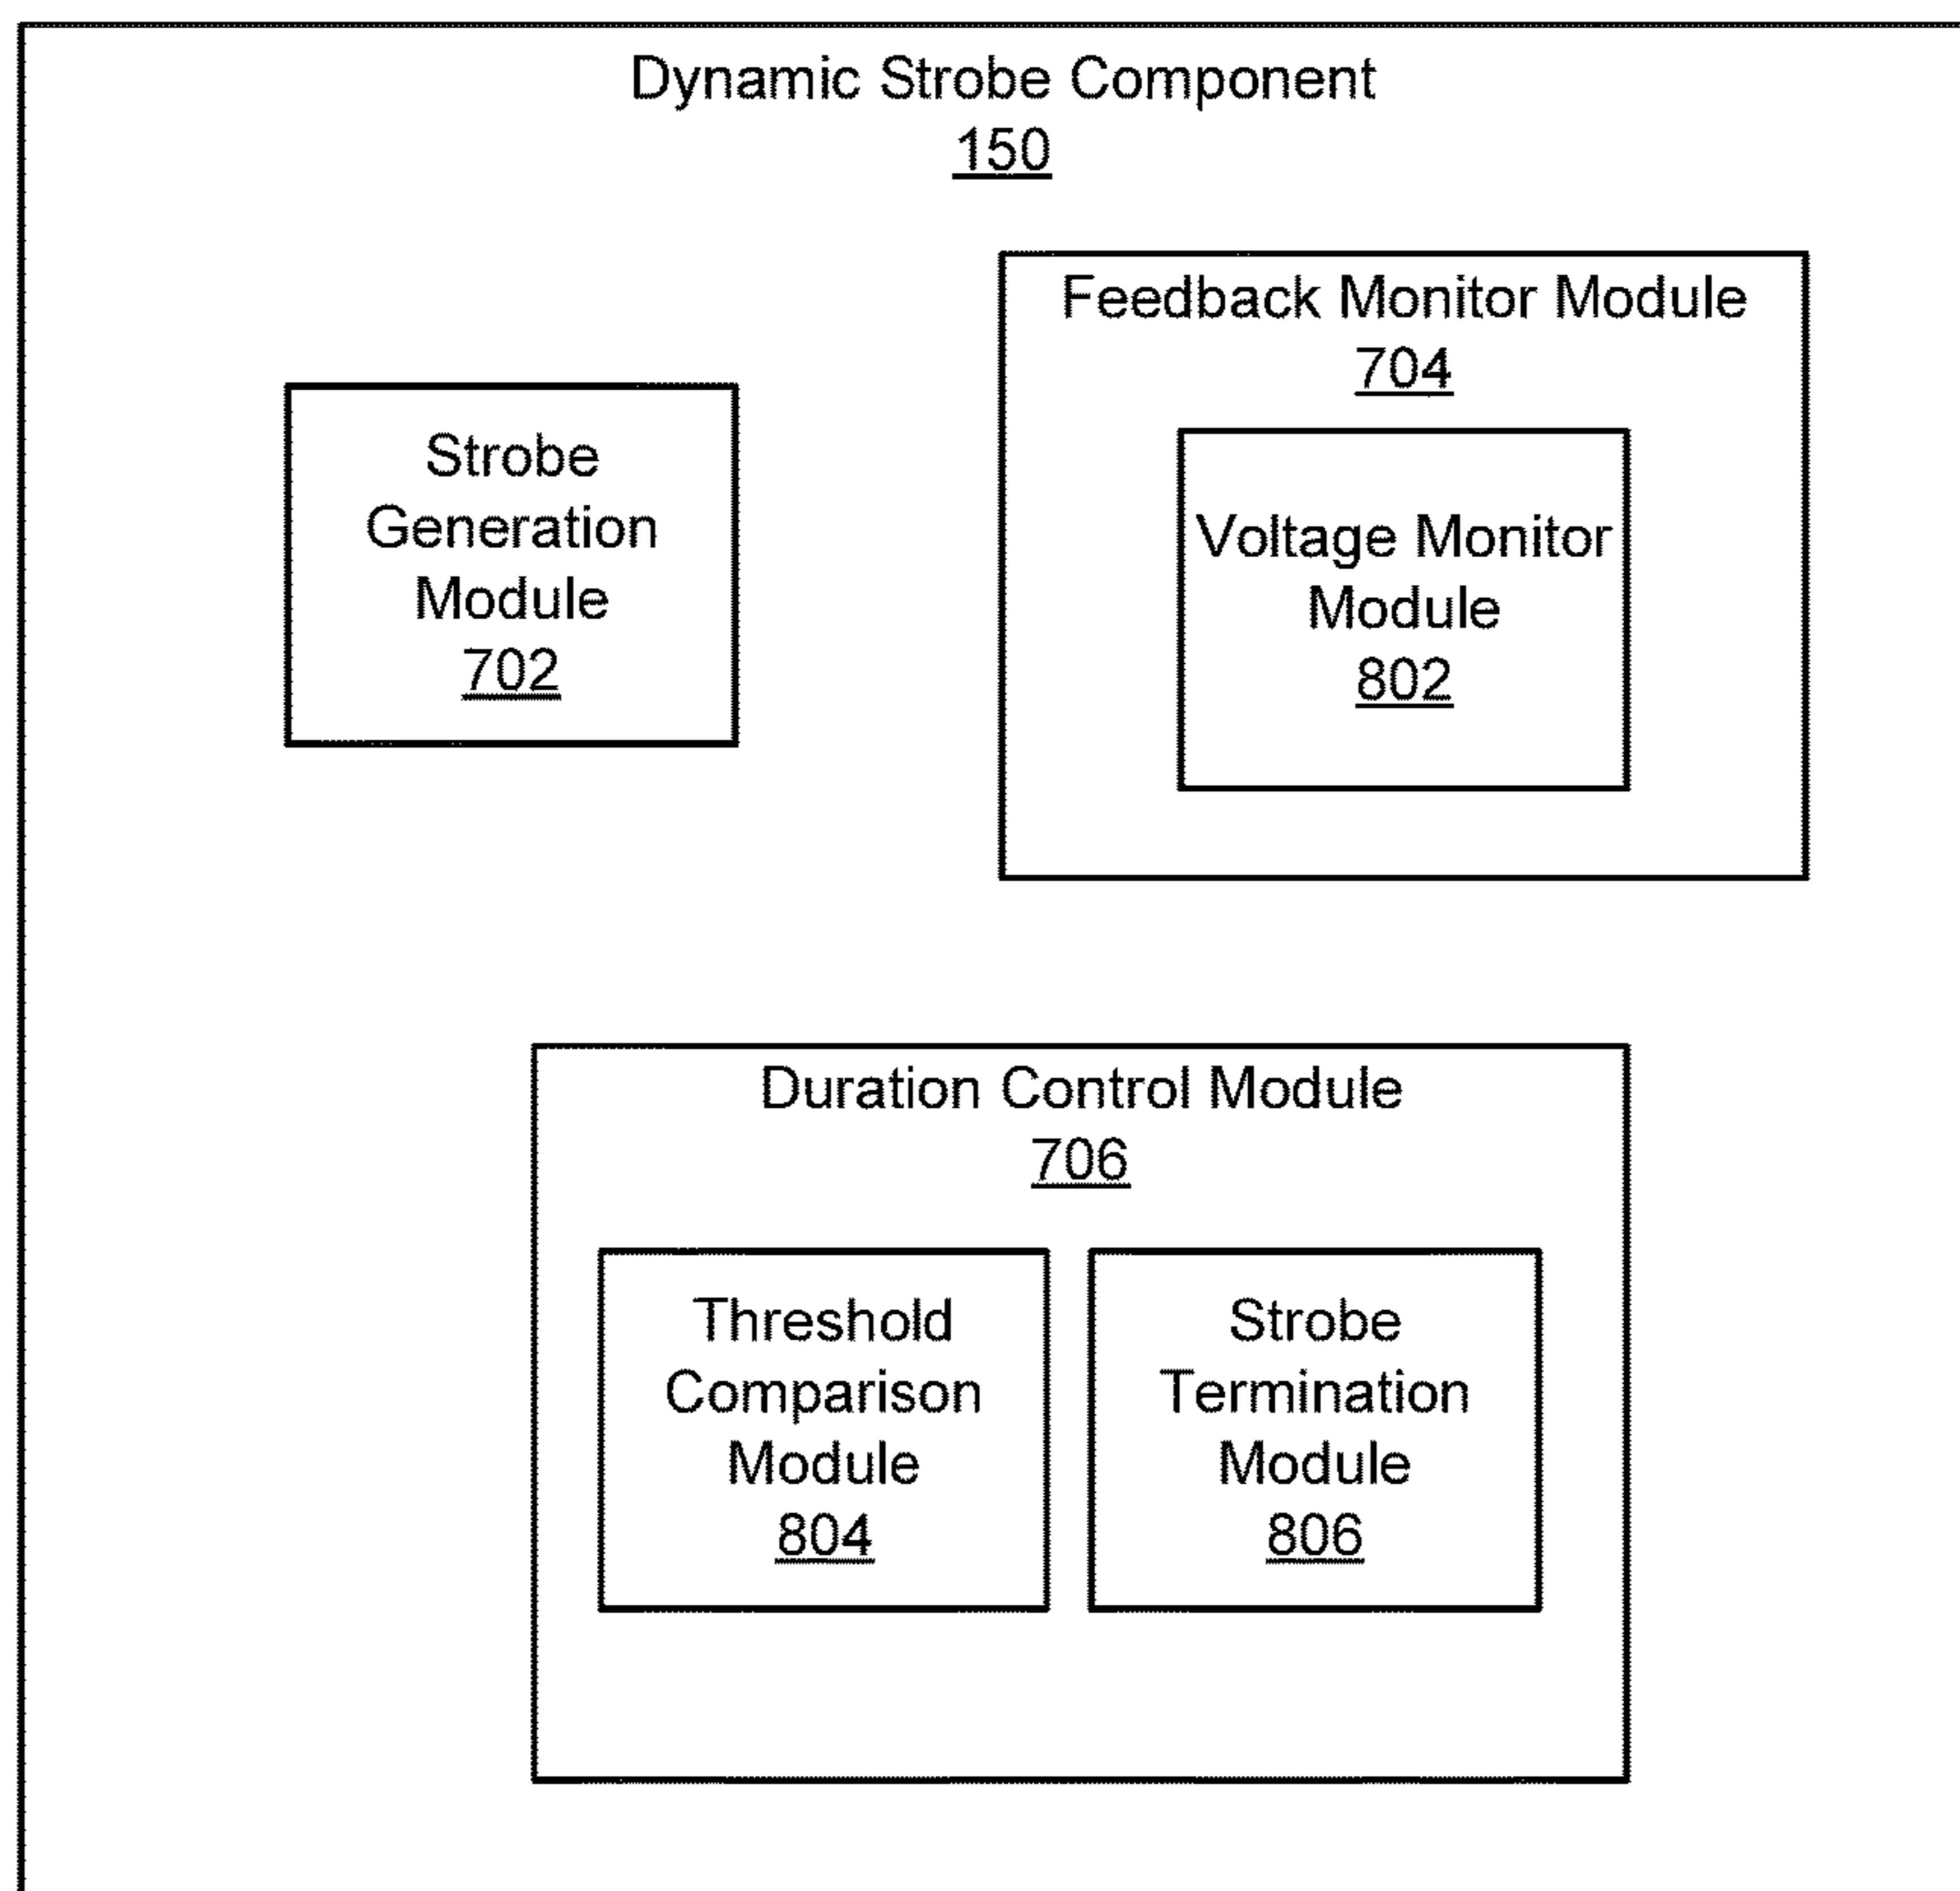 Dynamic Strobe Component
150
Feedback Monitor Module
704
Strobe
Generation
Module
702
Voltage Monitor
Module
802
Duration Control Module
706
Threshold
Comparison
Module
804
Strobe
Termination
Module
806